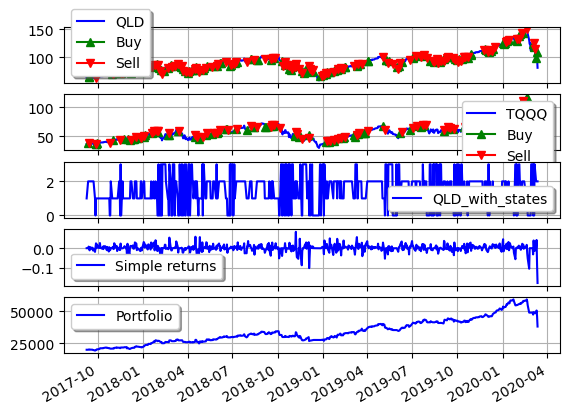 QLD
Buy
Sell
150
100
TQQQ
Buy
Sell
100
50
QLD_with_states
2
0
Simple returns
0.0
−0.1
Portfolio
50000
25000
2017-10
2018-01
2018-04
2018-07
2018-10
2019-01
2019-04
2019-07
2019-10
2020-01
2020-04